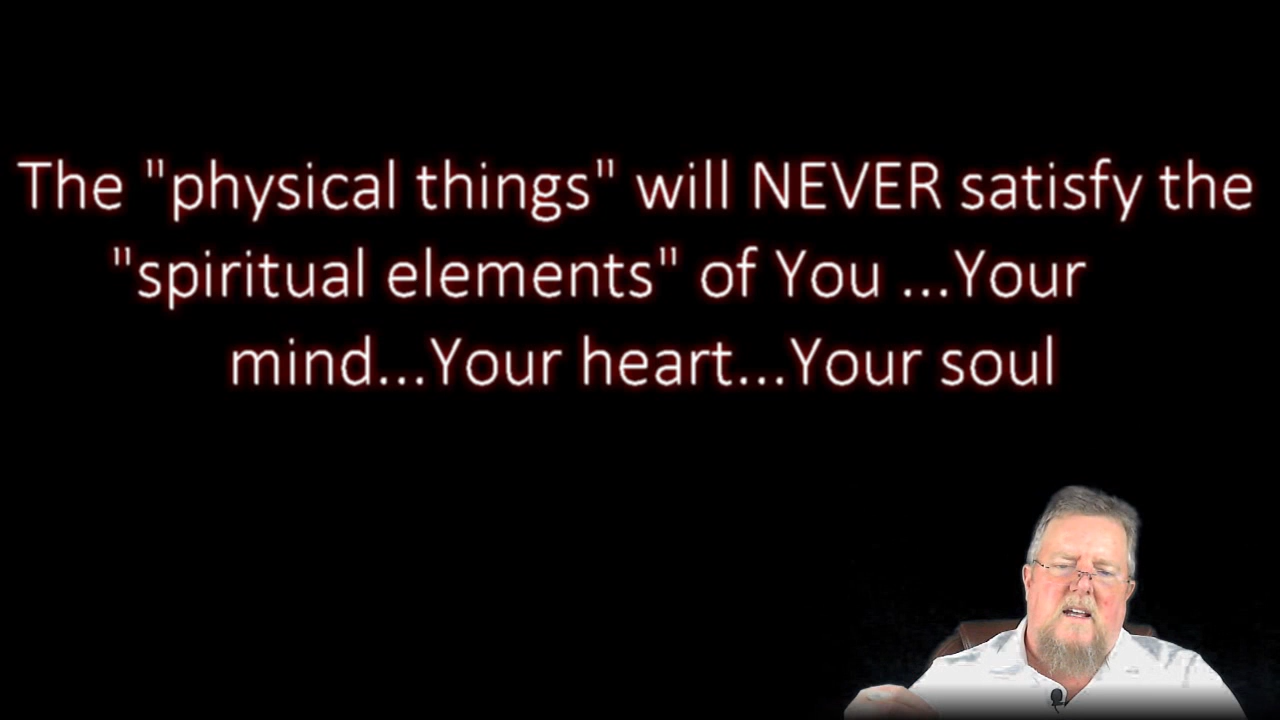 The "physical things" will NEVER satisfy the
"spiritual elements" of You ...Your
mind...Your heart...Your soul